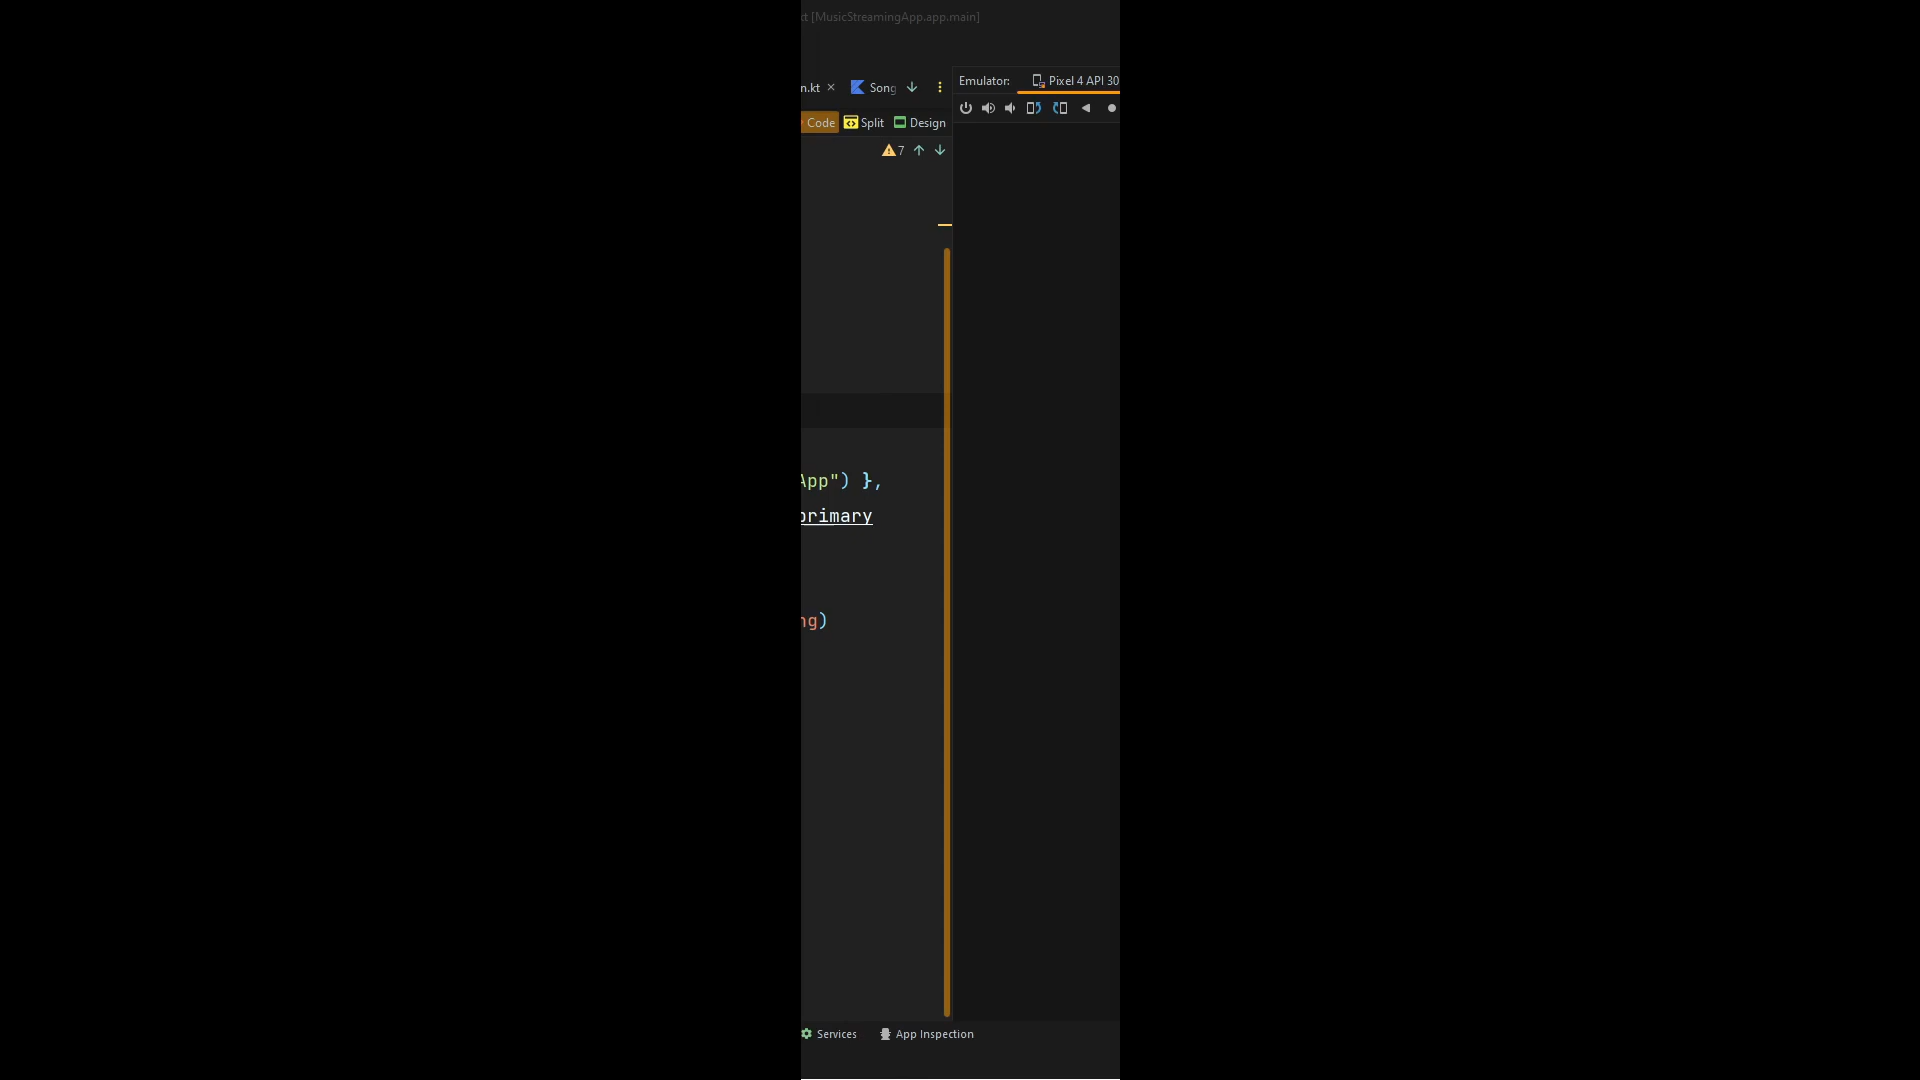 kt [MusicStreamingApp.app.main]
Emulator: Pixel 4 API 30
n.kt Song
Code Split Design
7
App") },
primary
ng)
Services App Inspection